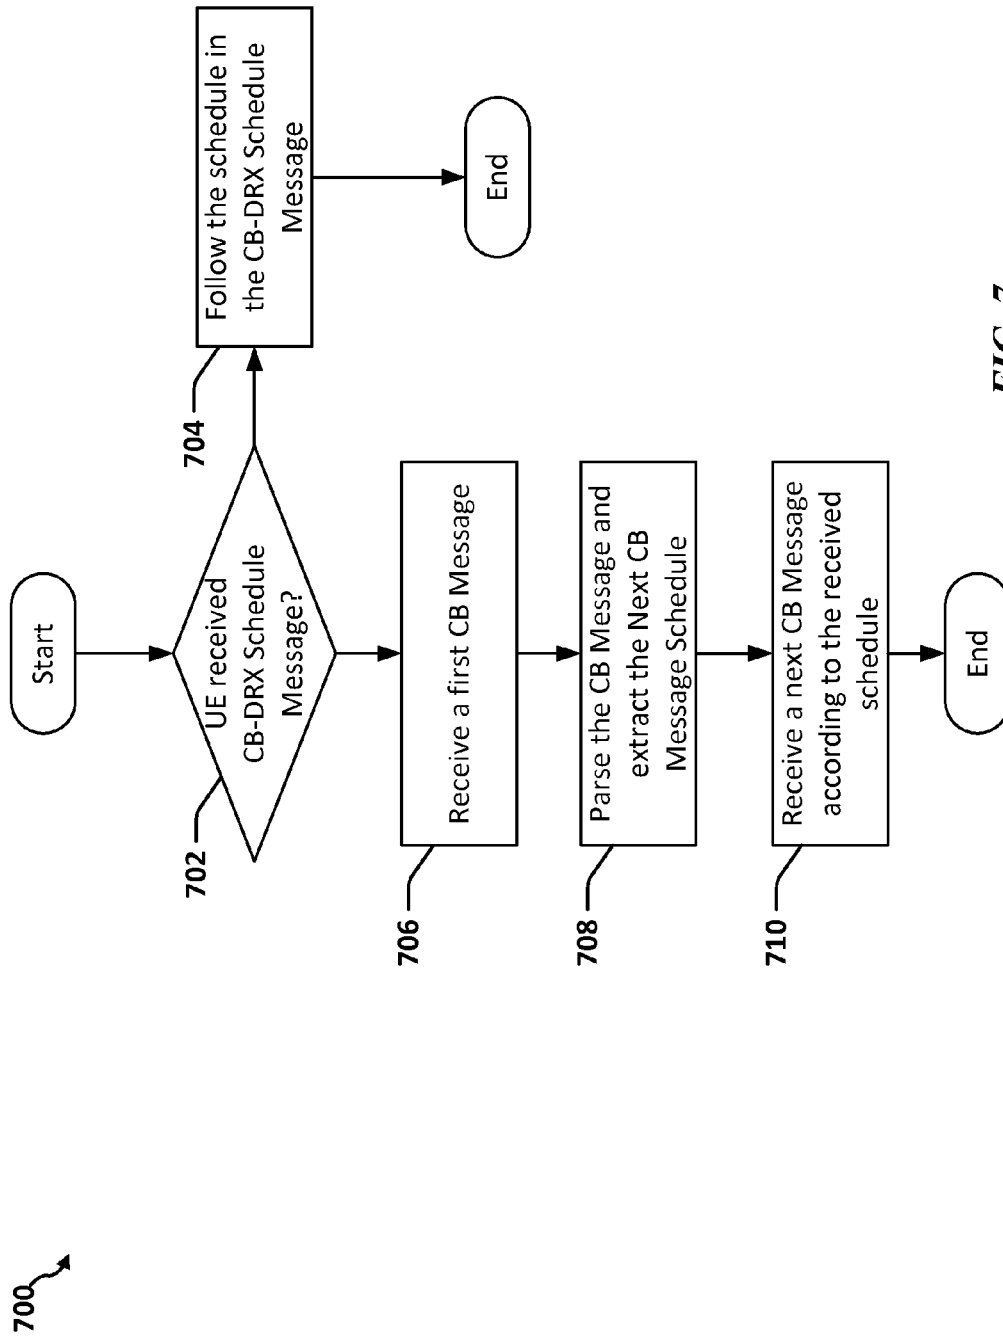 700
Start
702
UE received
CB-DRX Schedule
Message?
704
Follow the schedule in
the CB-DRX Schedule
Message
End
706
Receive a first CB Message
708
Parse the CB Message and
extract the Next CB
Message Schedule
710
Receive a next CB Message
according to the received
schedule
End
FIG. 7